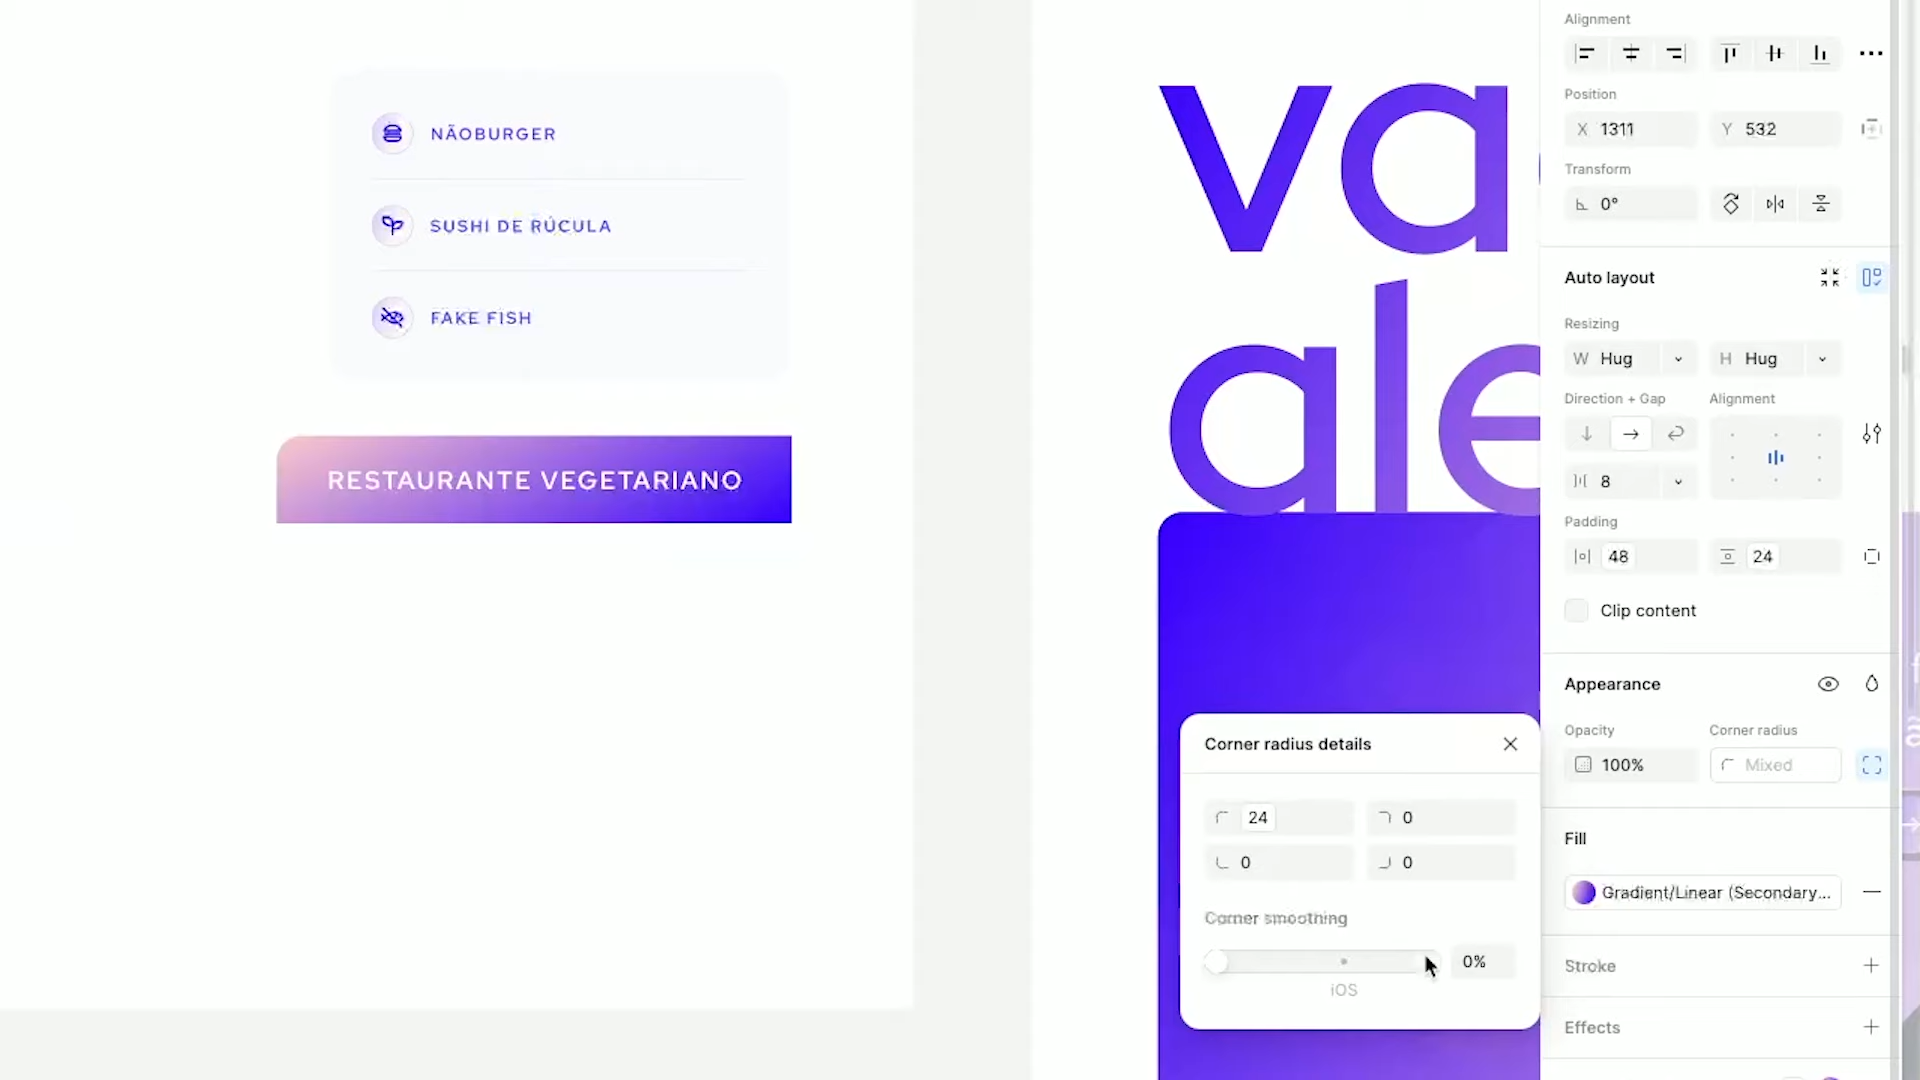 NÃOBURGER
SUSHI DE RÚCULA
FAKE FISH
RESTAURANTE VEGETARIANO
va
ale
Alignment
Position
X 1311
Y 532
Transform
0°
Auto layout
Resizing
W Hug
H Hug
Direction + Gap
Alignment
8
Padding
48
24
Clip content
Appearance
Opacity
Corner radius
100%
Mixed
Fill
Gradient/Linear (Secondary...
Stroke
Effects
Corner radius details
24
0
0
0
Corner smoothing
0%
iOS